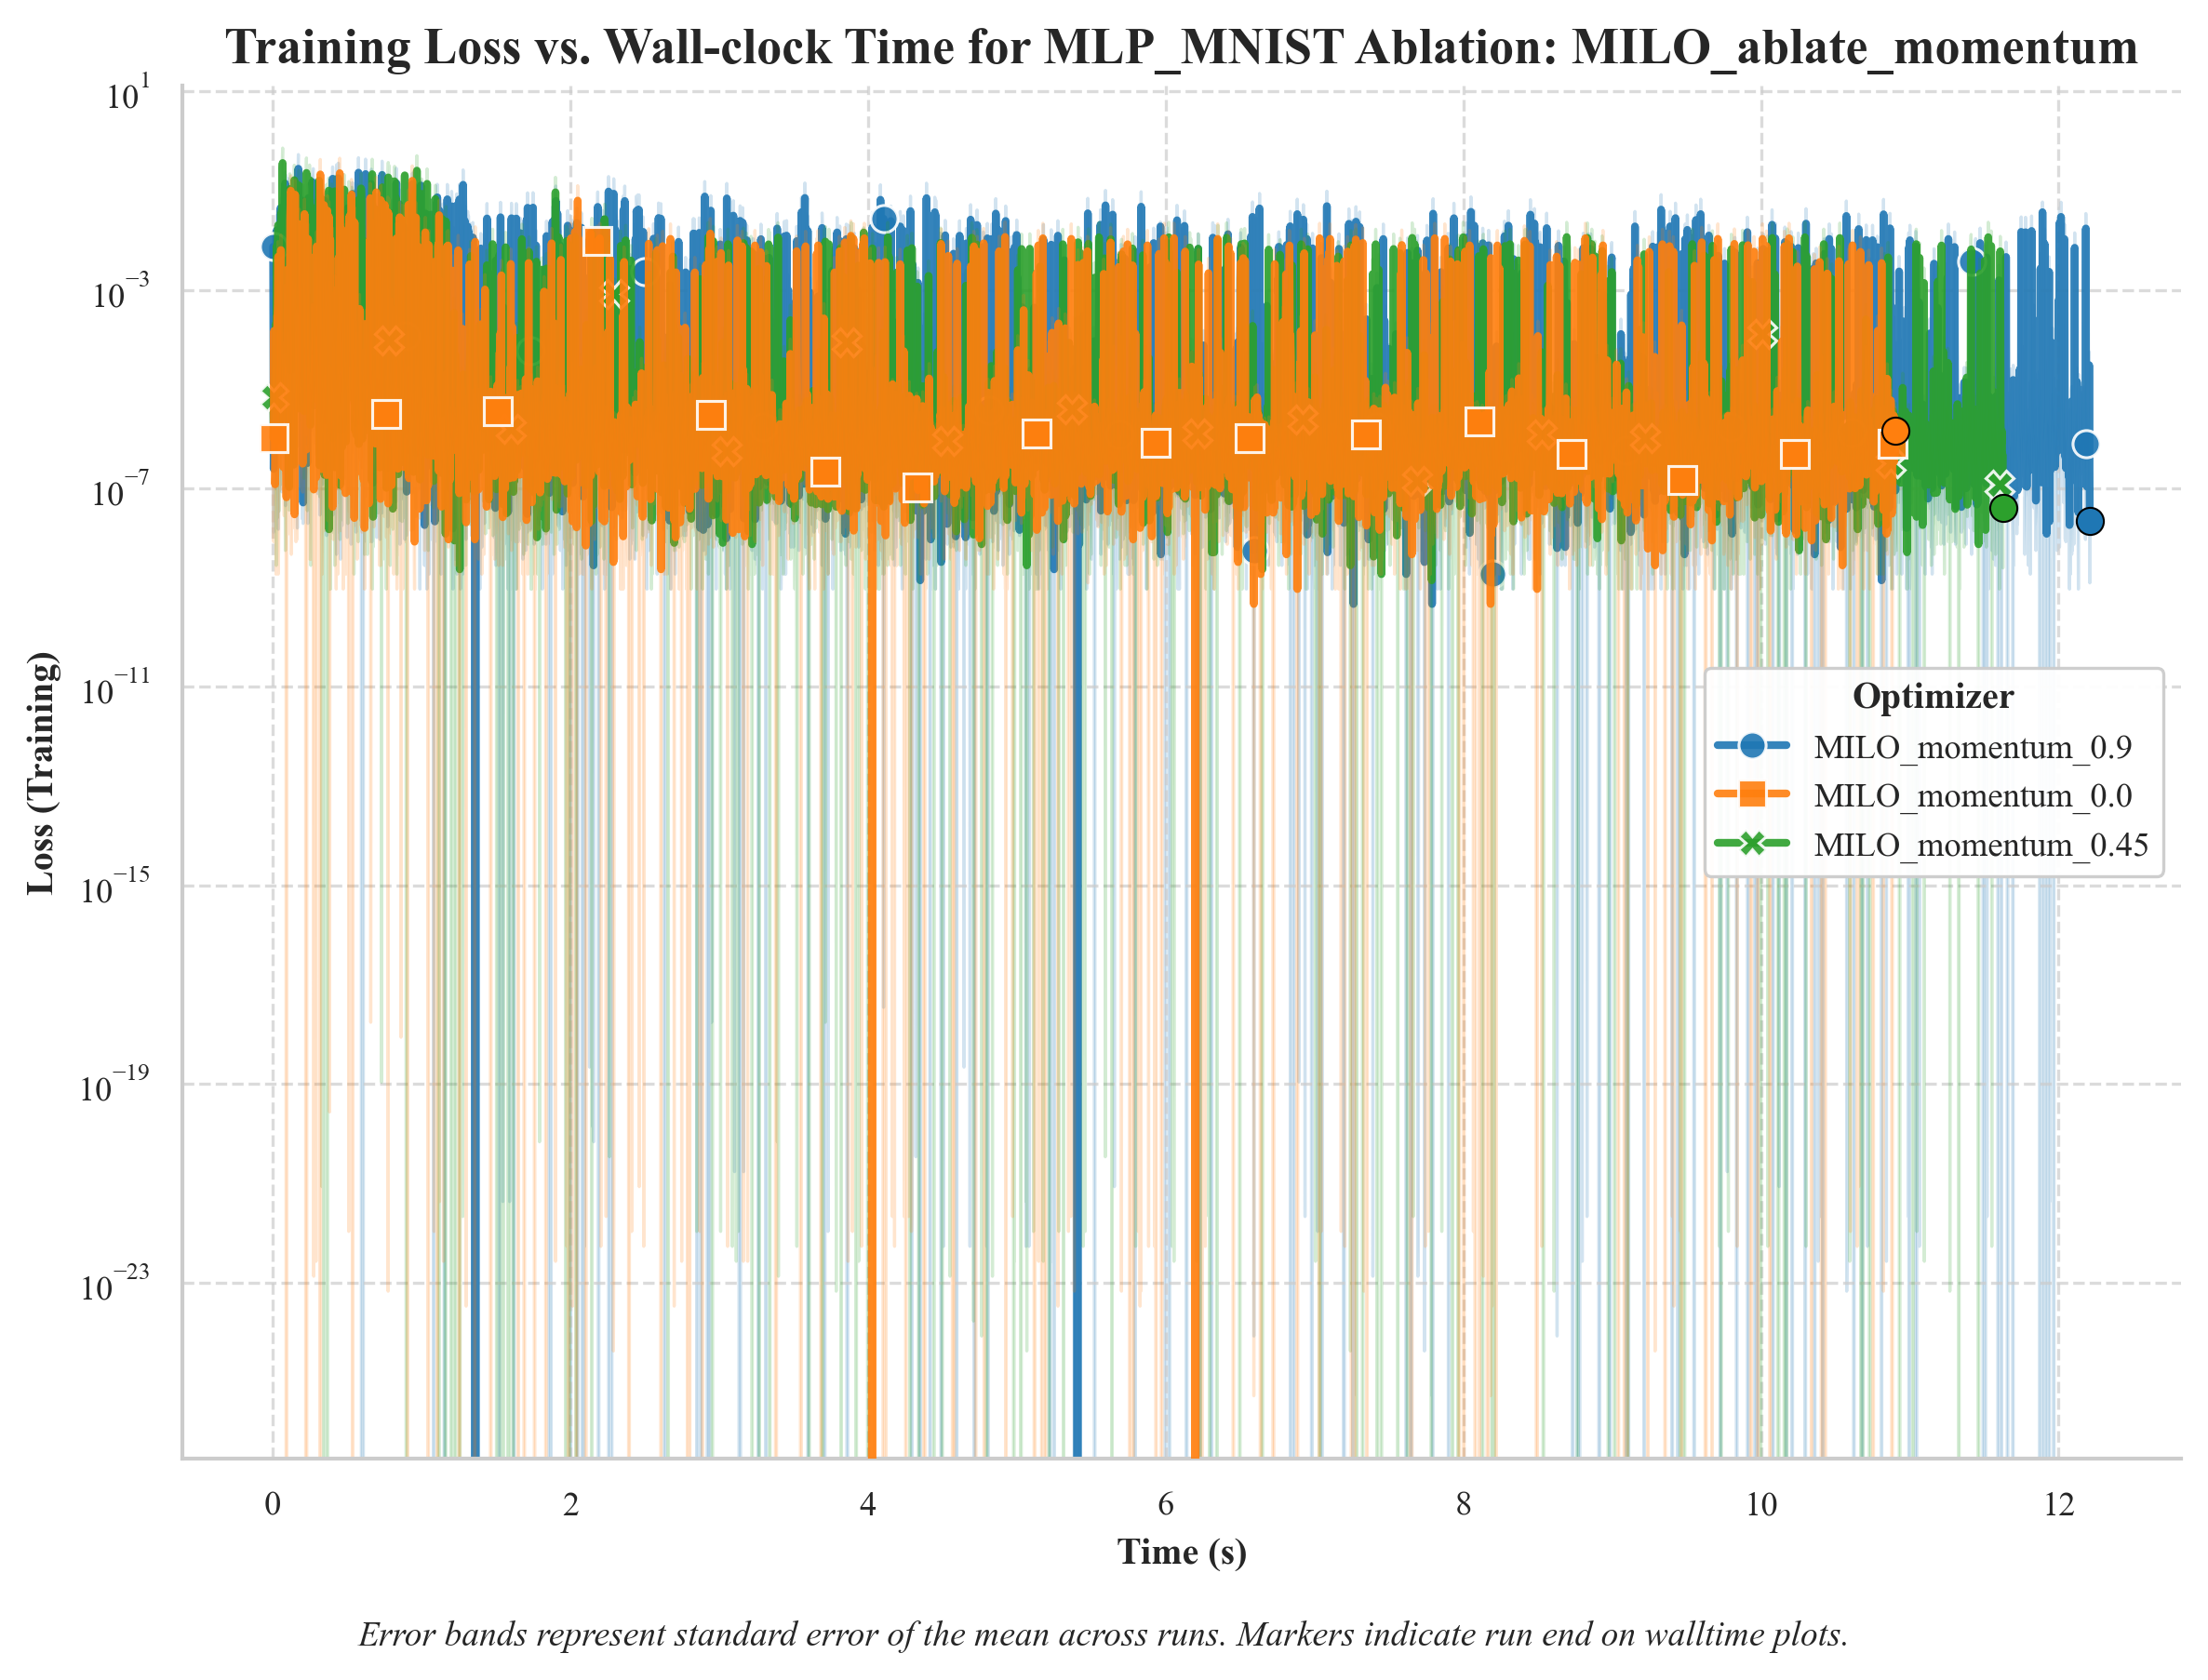 Training Loss vs. Wall-clock Time for MLP_MNIST Ablation: MILO_ablate_momentum
10¹
10⁻³
10⁻⁷
10⁻¹¹
10⁻¹⁵
10⁻¹⁹
10⁻²³
Loss (Training)
Optimizer
MILO_momentum_0.9
MILO_momentum_0.0
MILO_momentum_0.45
0 2 4 6 8 10 12
Time (s)
Error bands represent standard error of the mean across runs. Markers indicate run end on walltime plots.